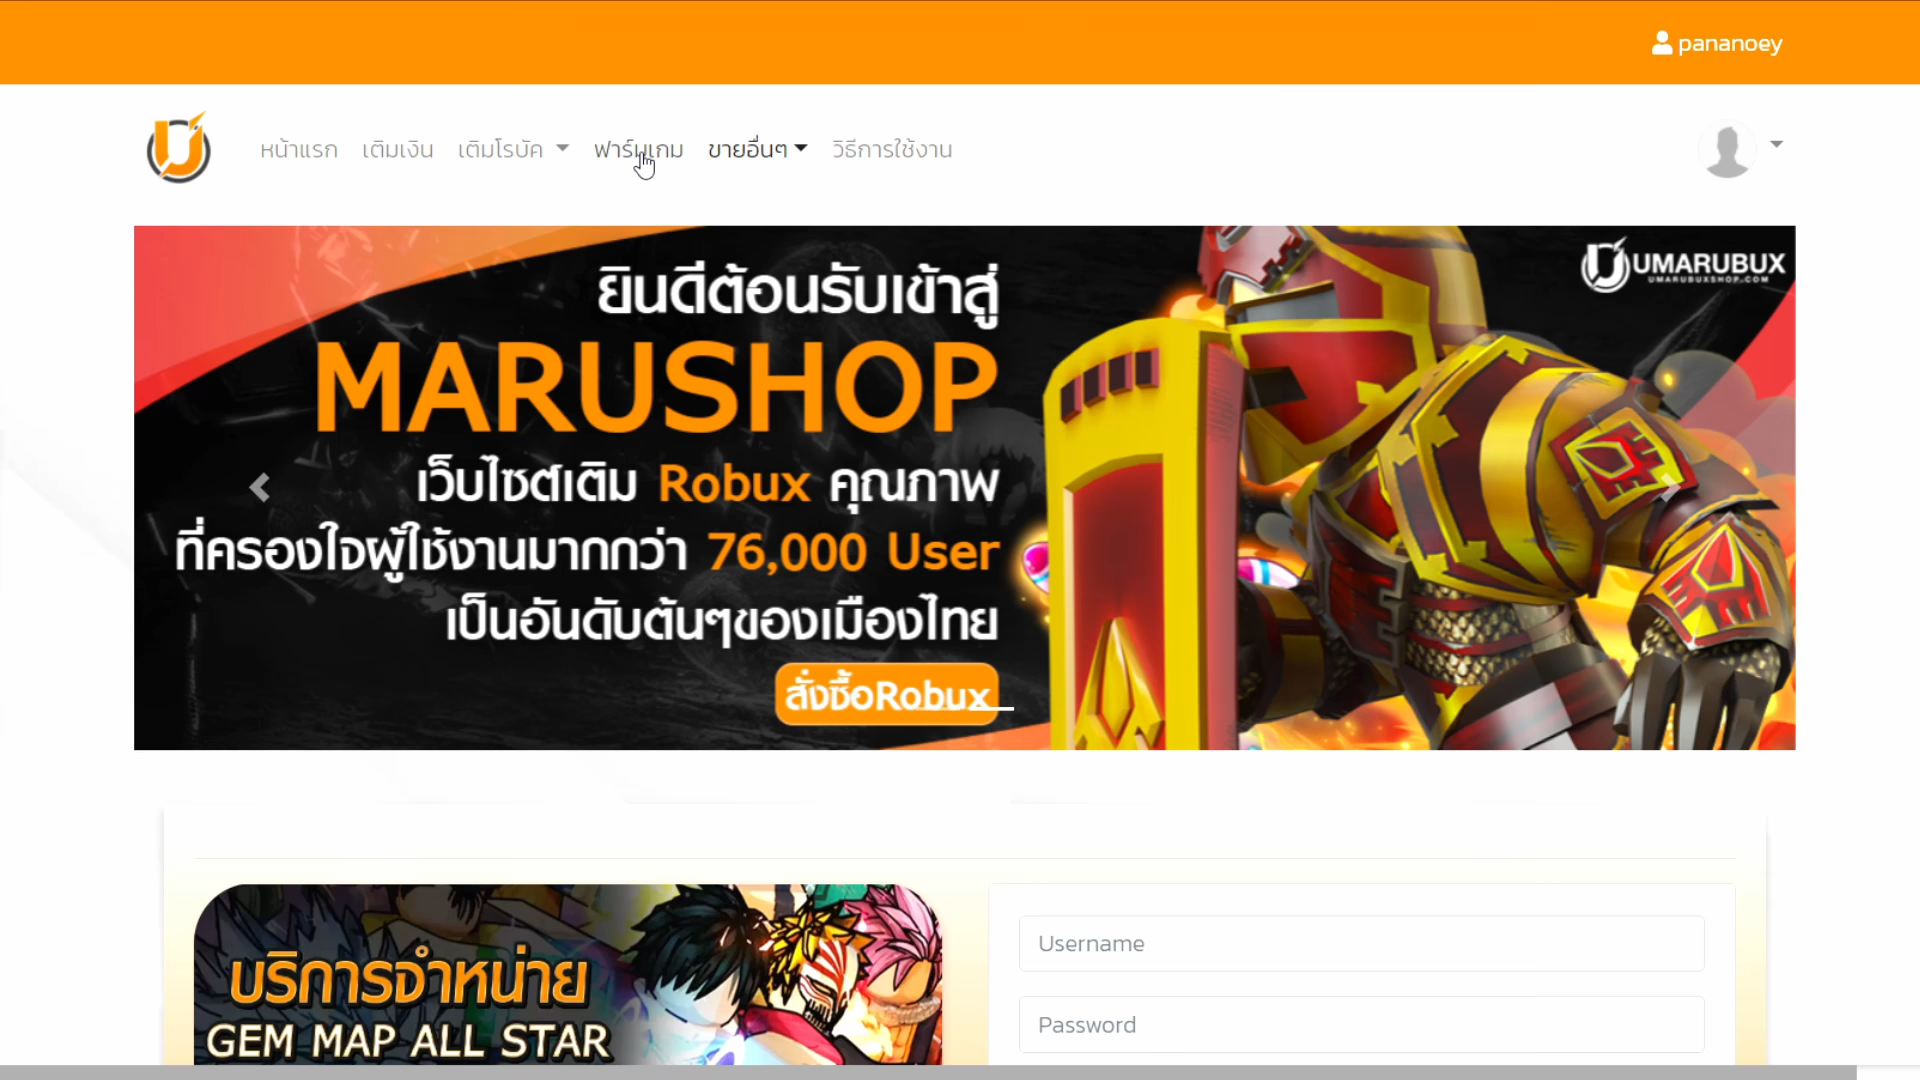 pananoey
หน้าแรก เติมเงิน เติมโรบัค ฟาร์มเกม ขายอื่นๆ วิธีการใช้งาน
UMARUBUX
UMARUBUXSHOP.COM
ยินดีต้อนรับเข้าสู่
MARUSHOP
เว็บไซต์เติม Robux คุณภาพ
ที่ครองใจผู้ใช้งานมากกว่า 76,000 User
เป็นอันดับต้นๆของเมืองไทย
สั่งซื้อRobux
บริการจำหน่าย
GEM MAP ALL STAR
Username
Password